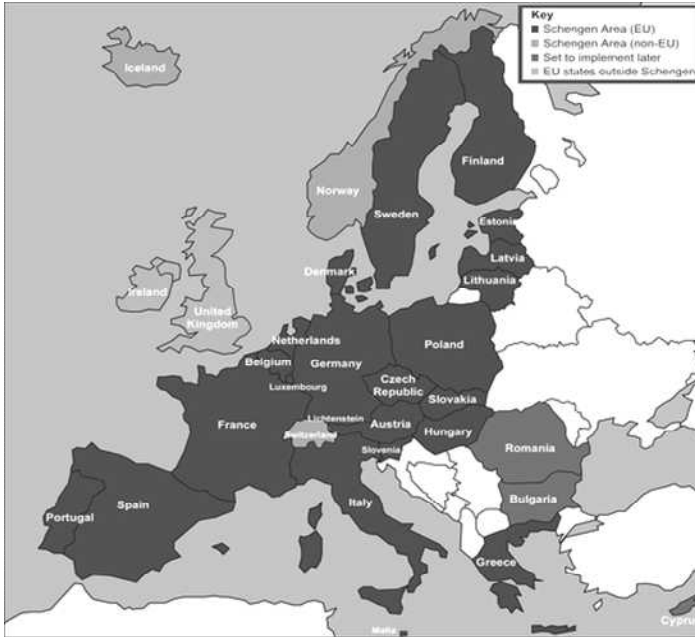 Key
Schengen Area (EU)
Schengen Area (non-EU)
Set to implement later
EU states outside Schengen
Iceland
Finland
Norway
Sweden
Estonia
Latvia
Denmark
Lithuania
Ireland
United
Kingdom
Netherlands
Poland
Belgium
Germany
Czech
Republic
Luxembourg
Slovakia
Lichtenstein
France
Austria
Switzerland
Hungary
Romania
Slovenia
Bulgaria
Spain
Italy
Portugal
Greece
Cyprus
Malta